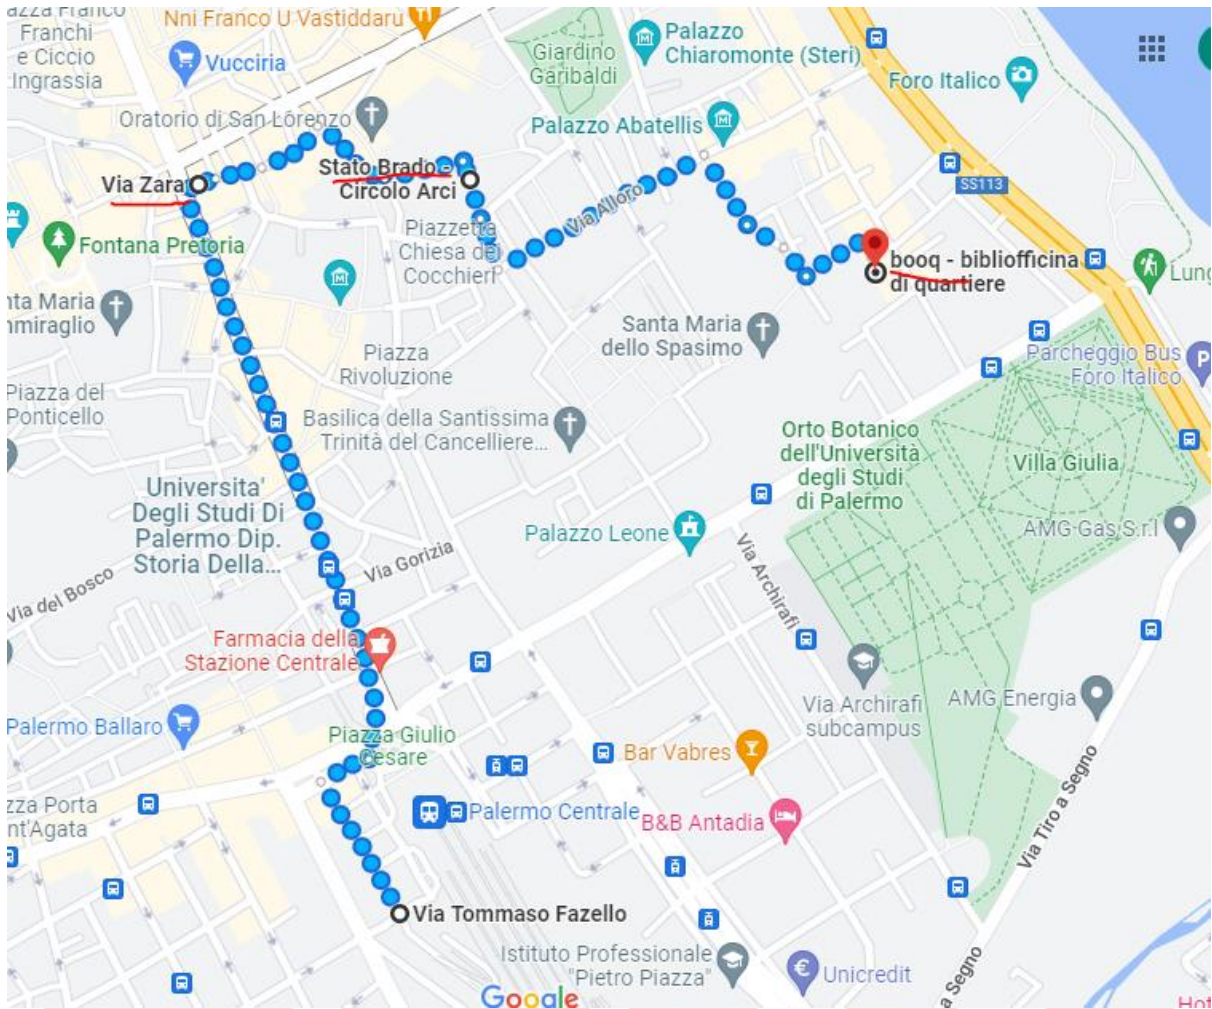 azza Franco
Franchi
e Ciccio
Ingrassia
Nni Franco U Vastiddaru
Vucciria
Giardino
Garibaldi
Palazzo
Chiaromonte (Steri)
Foro Italico
Oratorio di San Lorenzo
Palazzo Abatellis
Via Zara
Stato Brado -
Circolo Arci
SS113
Via Alloro
Fontana Pretoria
Piazzetta
Chiesa dei
Cocchieri
booq - bibliofficina
di quartiere
Lung
nta Maria
mmiraglio
Santa Maria
dello Spasimo
Piazza
Rivoluzione
Parcheggio Bus
Foro Italico
P
Piazza del
Ponticello
Basilica della Santissima
Trinità del Cancelliere...
Orto Botanico
dell'Università
degli Studi
di Palermo
Villa Giulia
Universita'
Degli Studi Di
Palermo Dip.
Storia Della...
Palazzo Leone
AMG Gas S.r.l
Via Gorizia
Via Archirafi
Via del Bosco
Farmacia della
Stazione Centrale
Via Archirafi
subcampus
AMG Energia
Palermo Ballaro
Piazza Giulio
Cesare
Bar Vabres
zza Porta
nt'Agata
Palermo Centrale
B&B Antadia
Via Tiro a Segno
Via Tommaso Fazello
Istituto Professionale
"Pietro Piazza"
€
Unicredit
a Segno
Google
Hot